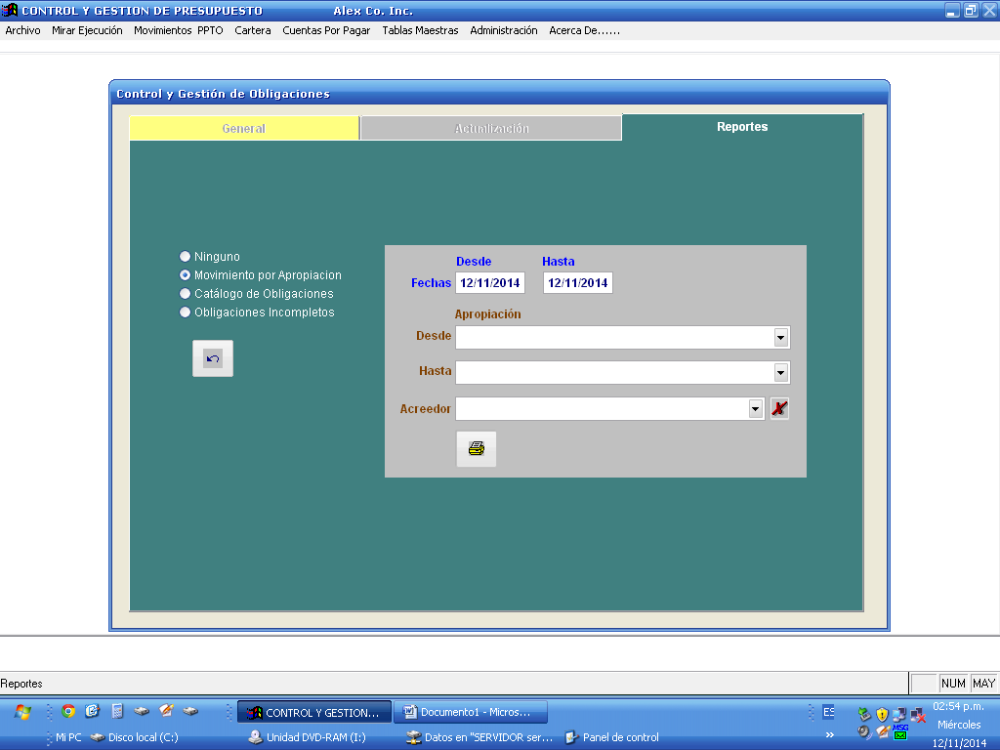 CONTROL Y GESTION DE PRESUPUESTO Alex Co. Inc.
Archivo Mirar Ejecución Movimientos PPTO Cartera Cuentas Por Pagar Tablas Maestras Administración Acerca De......
Control y Gestión de Obligaciones
General Actualización Reportes
Ninguno
Movimiento por Apropiacion
Catálogo de Obligaciones
Obligaciones Incompletos
Desde Hasta
Fechas 12/11/2014 12/11/2014
Apropiación
Desde
Hasta
Acreedor
Reportes NUM MAY
CONTROL Y GESTION... Documento1 - Micros... ES
02:54 p.m.
Miércoles
12/11/2014
MSG
Mi PC Disco local (C:) Unidad DVD-RAM (I:) Datos en "SERVIDOR ser... Panel de control